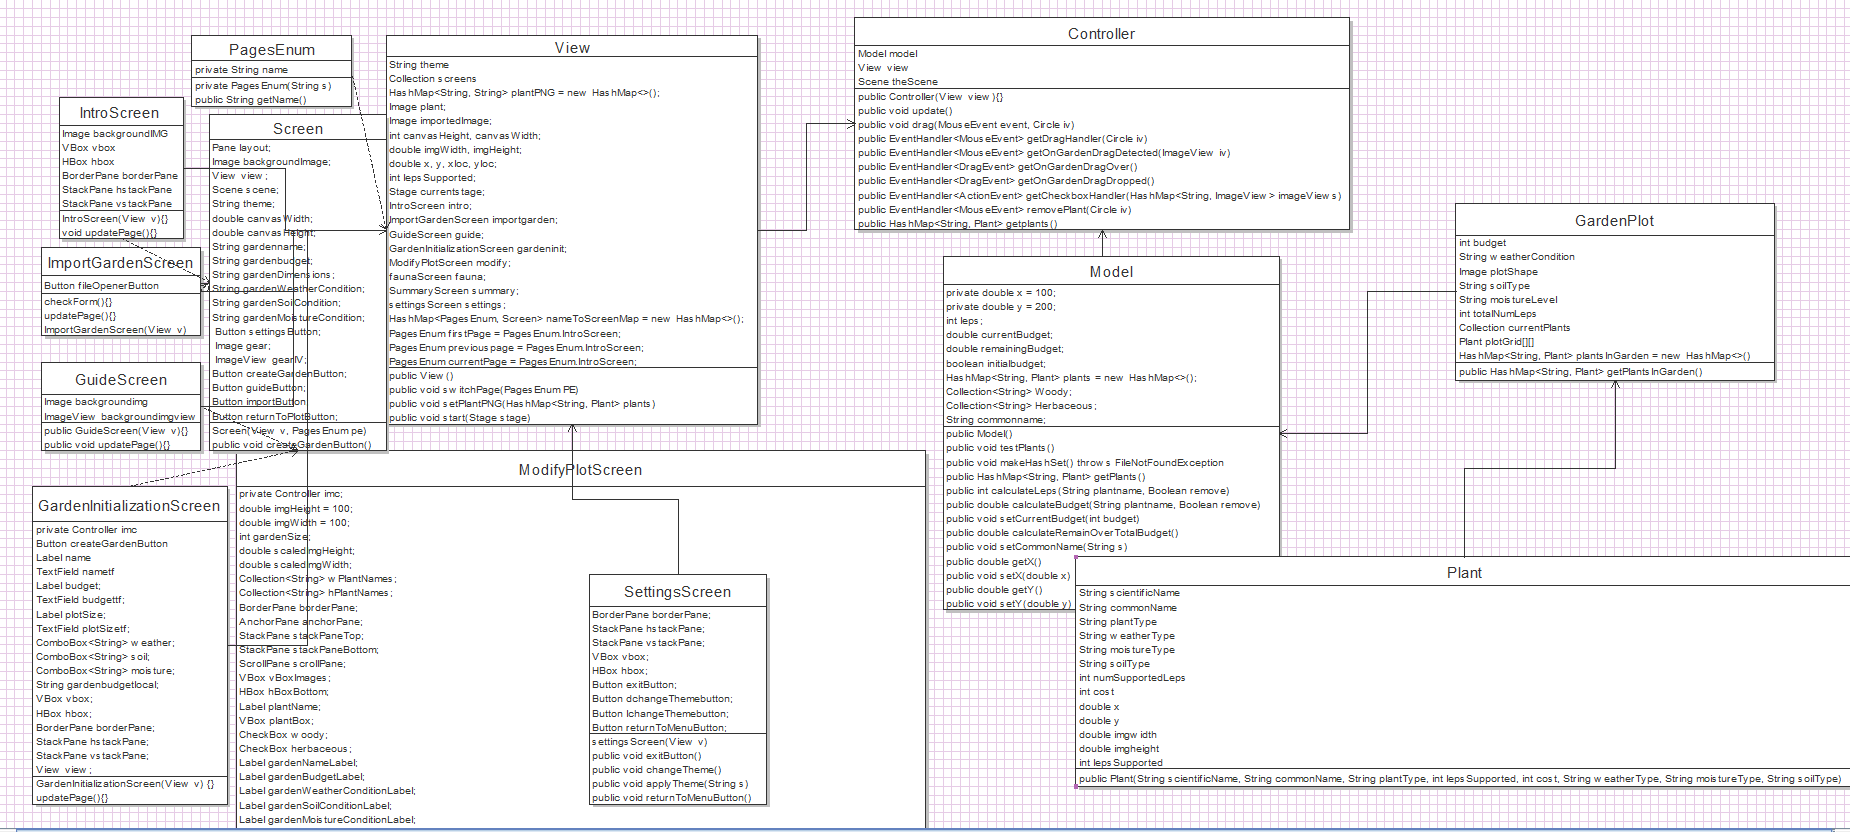 PagesEnum
private String name
private PagesEnum(String s)
public String getName()
IntroScreen
Image backgroundIMG
VBox vbox
HBox hbox
BorderPane borderPane
StackPane hstackPane
StackPane vstackPane
IntroScreen(View v){}
void updatePage(){}
ImportGardenScreen
Button fileOpenerButton
checkForm(){}
updatePage(){}
ImportGardenScreen(View v)
GuideScreen
Image backgroundimg
ImageView backgroundimgview
public GuideScreen(View v){}
public void updatePage(){}
GardenInitializationScreen
private Controller imc
Button createGardenButton
Label name
TextField nametf
Label budget;
TextField budgettf;
Label plotSize;
TextField plotSizetf;
ComboBox<String> weather;
ComboBox<String> soil;
ComboBox<String> moisture;
String gardenbudgetlocal;
VBox vbox;
HBox hbox;
BorderPane borderPane;
StackPane hstackPane;
StackPane vstackPane;
View view;
GardenInitializationScreen(View v) {}
updatePage(){}
Screen
Pane layout;
Image backgroundImage;
View view;
Scene scene;
String theme;
double canvasWidth;
double canvasHeight;
String gardenname;
String gardenbudget;
String gardenDimensions;
String gardenWeatherCondition;
String gardenSoilCondition;
String gardenMoistureCondition;
Button settingsButton;
Image gear;
ImageView gearIV;
Button createGardenButton;
Button guideButton;
Button importButton
Button returnToPlotButton;
Screen(View v, PagesEnum pe)
public void createGardenButton()
View
String theme
Collection screens
HashMap<String, String> plantPNG = new HashMap<>();
Image plant;
Image importedImage;
int canvasHeight, canvasWidth;
double imgWidth, imgHeight;
double x, y, xloc, yloc;
int lepsSupported;
Stage currentstage;
IntroScreen intro;
ImportGardenScreen importgarden;
GuideScreen guide;
GardenInitializationScreen gardeninit;
ModifyPlotScreen modify;
faunaScreen fauna;
SummaryScreen summary;
settingsScreen settings;
HashMap<PagesEnum, Screen> nameToScreenMap = new HashMap<>();
PagesEnum firstPage = PagesEnum.IntroScreen;
PagesEnum previouspage = PagesEnum.IntroScreen;
PagesEnum currentPage = PagesEnum.IntroScreen;
public View()
public void switchPage(PagesEnum PE)
public void setPlantPNG(HashMap<String, Plant> plants)
public void start(Stage stage)
ModifyPlotScreen
private Controller imc;
double imgHeight = 100;
double imgWidth = 100;
int gardenSize;
double scaledimgHeight;
double scaledimgWidth;
Collection<String> wPlantNames;
Collection<String> hPlantNames;
BorderPane borderPane;
AnchorPane anchorPane;
StackPane stackPaneTop;
StackPane stackPaneBottom;
ScrollPane scrollPane;
VBox vBoxImages;
HBox hBoxBottom;
Label plantName;
VBox plantBox;
CheckBox woody;
CheckBox herbaceous;
Label gardenNameLabel;
Label gardenBudgetLabel;
Label gardenWeatherConditionLabel;
Label gardenSoilConditionLabel;
Label gardenMoistureConditionLabel;
SettingsScreen
BorderPane borderPane;
StackPane hstackPane;
StackPane vstackPane;
VBox vbox;
HBox hbox;
Button exitButton;
Button dchangeThemebutton;
Button lchangeThemebutton;
Button returnToMenuButton;
settingsScreen(View v)
public void exitButton()
public void changeTheme()
public void applyTheme(String s)
public void returnToMenuButton()
Controller
Model model
View view
Scene theScene
public Controller(View view){}
public void update()
public void drag(MouseEvent event, Circle iv)
public EventHandler<MouseEvent> getDragHandler(Circle iv)
public EventHandler<MouseEvent> getOnGardenDragDetected(ImageView iv)
public EventHandler<DragEvent> getOnGardenDragOver()
public EventHandler<DragEvent> getOnGardenDragDropped()
public EventHandler<ActionEvent> getCheckboxHandler(HashMap<String, ImageView> imageViews)
public EventHandler<MouseEvent> removePlant(Circle iv)
public HashMap<String, Plant> getplants()
Model
private double x = 100;
private double y = 200;
int leps;
double currentBudget;
double remainingBudget;
boolean initialbudget;
HashMap<String, Plant> plants = new HashMap<>();
Collection<String> Woody;
Collection<String> Herbaceous;
String commonname;
public Model()
public void testPlants()
public void makeHashSet() throws FileNotFoundException
public HashMap<String, Plant> getPlants()
public int calculateLeps(String plantname, Boolean remove)
public double calculateBudget(String plantname, Boolean remove)
public void setCurrentBudget(int budget)
public double calculateRemainOverTotalBudget()
public void setCommonName(String s)
public double getX()
public void setX(double x)
public double getY()
public void setY(double y)
GardenPlot
int budget
String weatherCondition
Image plotShape
String soilType
String moistureLevel
int totalNumLeps
Collection currentPlants
Plant plotGrid[][]
HashMap<String, Plant> plantsInGarden = new HashMap<>()
public HashMap<String, Plant> getPlantsInGarden()
Plant
String scientificName
String commonName
String plantType
String weatherType
String moistureType
String soilType
int numSupportedLeps
int cost
double x
double y
double imgwidth
double imgheight
int lepsSupported
public Plant(String scientificName, String commonName, String plantType, int lepsSupported, int cost, String weatherType, String moistureType, String soilType)